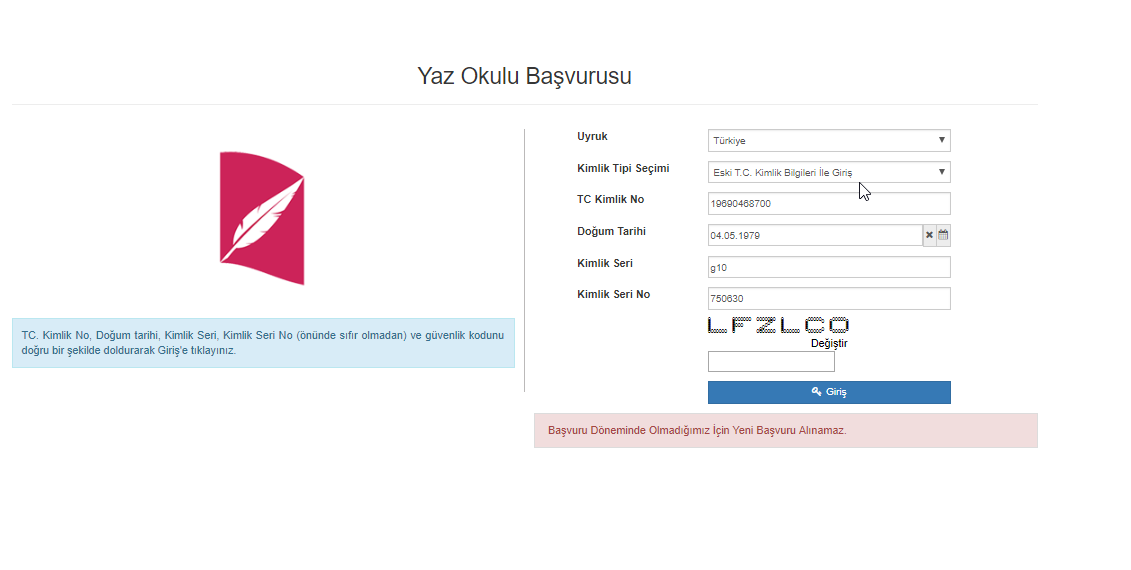 Yaz Okulu Başvurusu
Uyruk
Türkiye
Kimlik Tipi Seçimi
Eski T.C. Kimlik Bilgileri İle Giriş
TC Kimlik No
19690468700
Doğum Tarihi
04.05.1979
Kimlik Seri
g10
Kimlik Seri No
750630
LFZLCO
Değiştir
Giriş
TC. Kimlik No, Doğum tarihi, Kimlik Seri, Kimlik Seri No (önünde sıfır olmadan) ve güvenlik kodunu
doğru bir şekilde doldurarak Giriş'e tıklayınız.
Başvuru Döneminde Olmadığımız İçin Yeni Başvuru Alınamaz.